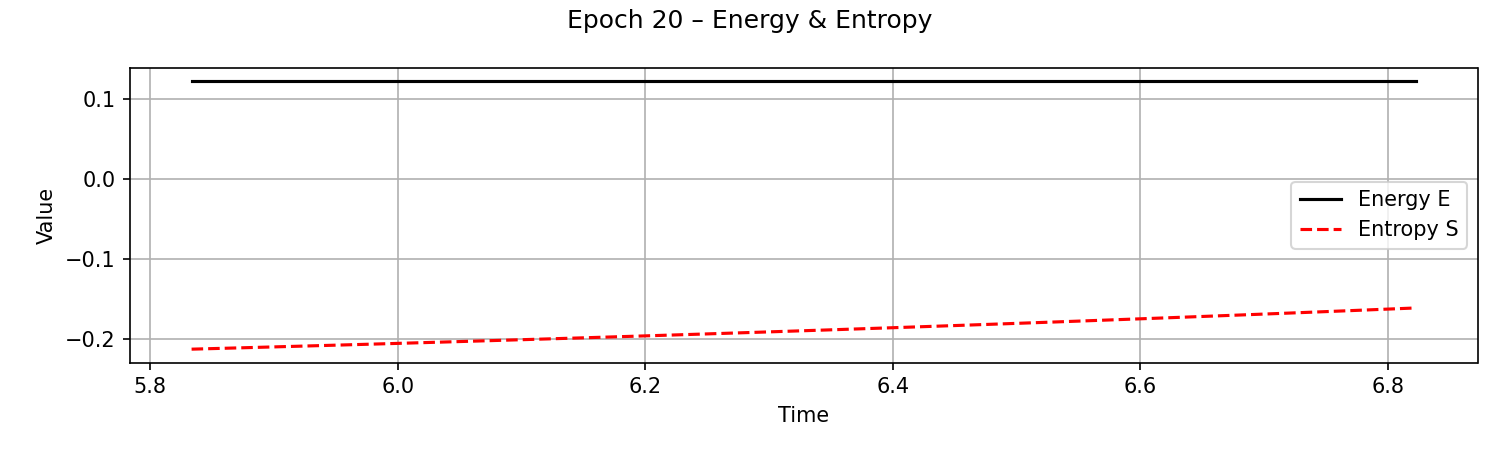 Epoch 20 – Energy & Entropy
Value
0.1
0.0
−0.1
−0.2
Energy E
Entropy S
5.8 6.0 6.2 6.4 6.6 6.8
Time